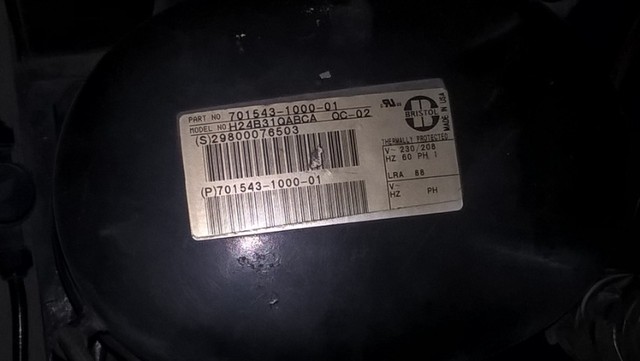 PART NO 701543-1000-01
MODEL NO H24B31QABCA QC-02
(S)29800076503
(P)701543-1000-01
BRISTOL
MADE IN USA
THERMALLY PROTECTED
V~ 230/208
HZ 60 PH 1
LRA 68
V~
HZ PH